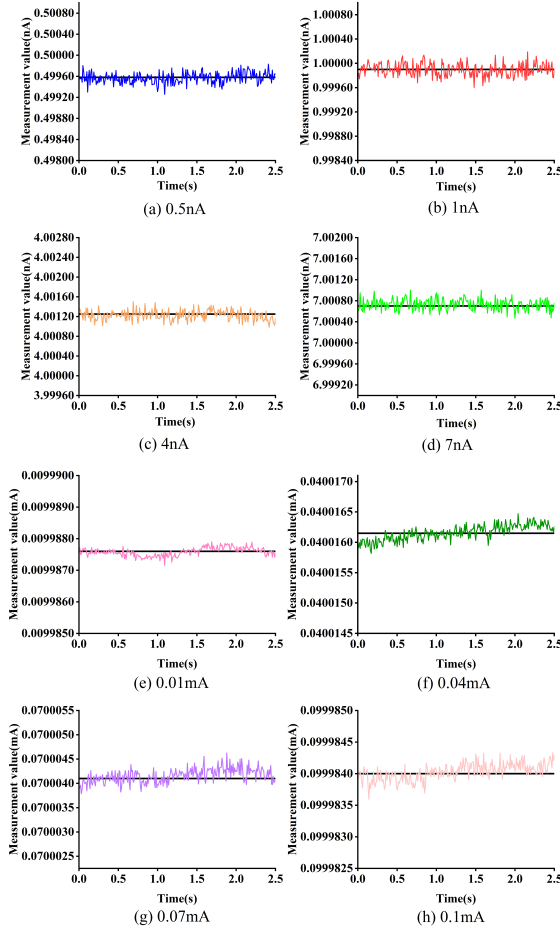 Measurement value(nA)
0.50080
0.50040
0.50000
0.49960
0.49920
0.49880
0.49840
0.49800
0.0 0.5 1.0 1.5 2.0 2.5
Time(s)
(a) 0.5nA
Measurement value(nA)
1.00080
1.00040
1.00000
0.99960
0.99920
0.99880
0.99840
0.0 0.5 1.0 1.5 2.0 2.5
Time(s)
(b) 1nA
Measurement value(nA)
4.00280
4.00240
4.00200
4.00160
4.00120
4.00080
4.00040
4.00000
3.99960
0.0 0.5 1.0 1.5 2.0 2.5
Time(s)
(c) 4nA
Measurement value(nA)
7.00200
7.00160
7.00120
7.00080
7.00040
7.00000
6.99960
6.99920
0.0 0.5 1.0 1.5 2.0 2.5
Time(s)
(d) 7nA
Measurement value(mA)
0.0099900
0.0099890
0.0099880
0.0099870
0.0099860
0.0099850
0.0 0.5 1.0 1.5 2.0 2.5
Time(s)
(e) 0.01mA
Measurement value(mA)
0.0400170
0.0400165
0.0400160
0.0400155
0.0400150
0.0400145
0.0 0.5 1.0 1.5 2.0 2.5
Time(s)
(f) 0.04mA
Measurement value(mA)
0.0700055
0.0700050
0.0700045
0.0700040
0.0700035
0.0700030
0.0700025
0.0 0.5 1.0 1.5 2.0 2.5
Time(s)
(g) 0.07mA
Measurement value(mA)
0.0999850
0.0999845
0.0999840
0.0999835
0.0999830
0.0999825
0.0 0.5 1.0 1.5 2.0 2.5
Time(s)
(h) 0.1mA